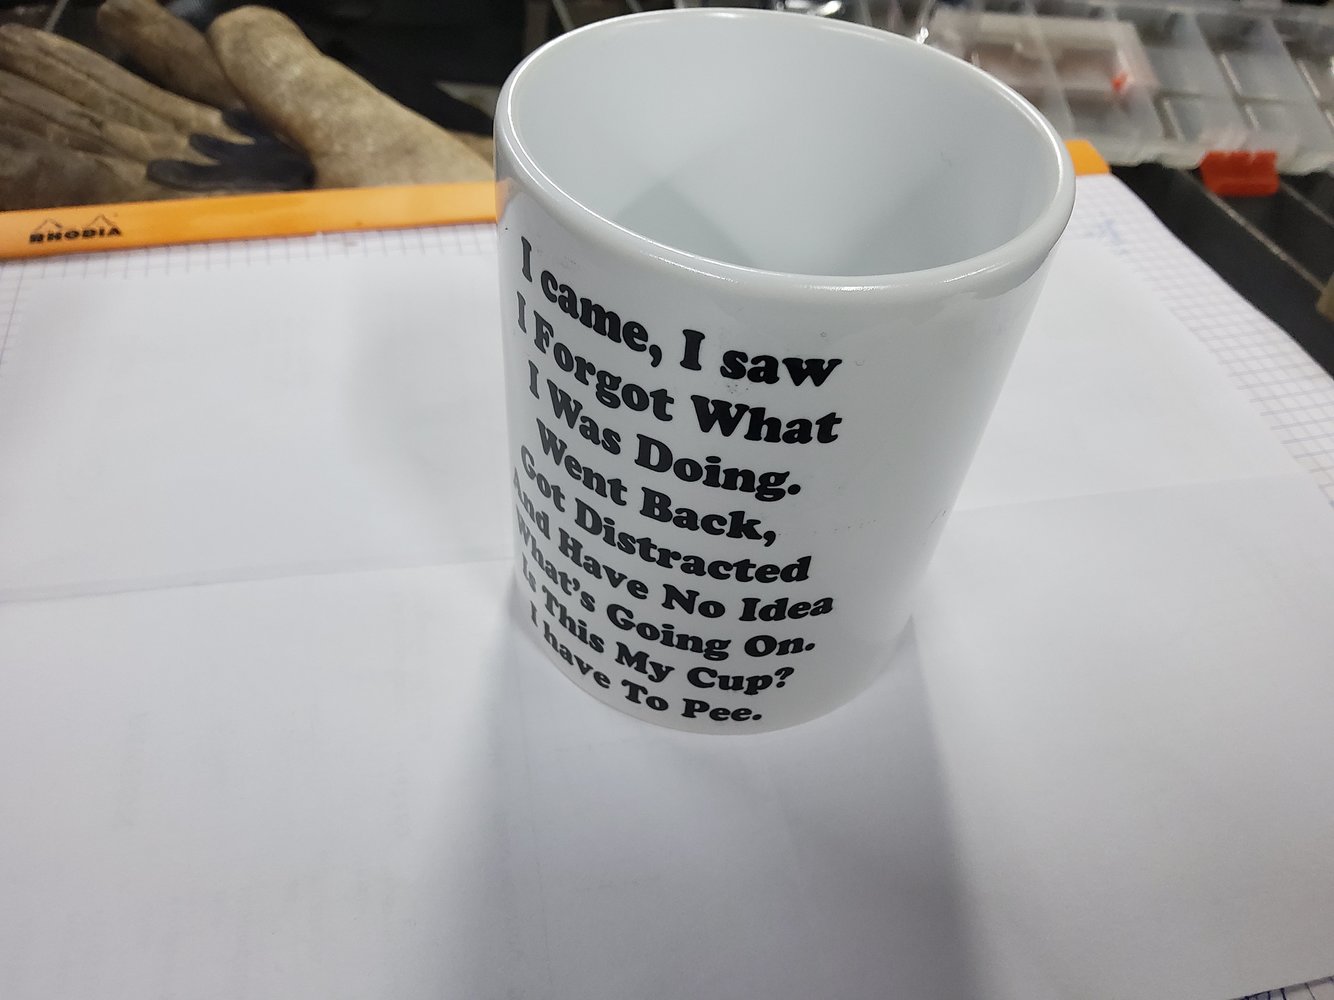 RHODIA
I came, I saw
I Forgot What
I Was Doing.
Went Back,
Got Distracted
And Have No Idea
What's Going On.
Is This My Cup?
I have To Pee.